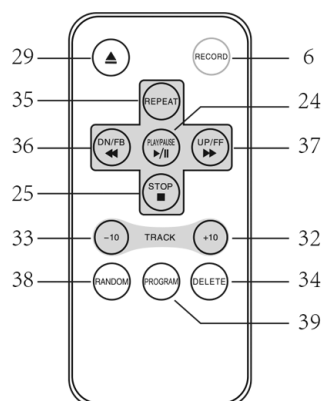 29
RECORD
6
35
REPEAT
24
36
DN/FB
PLAY/PAUSE
UP/FF
37
25
STOP
33
-10
TRACK
+10
32
38
RANDOM
PROGRAM
DELETE
34
39